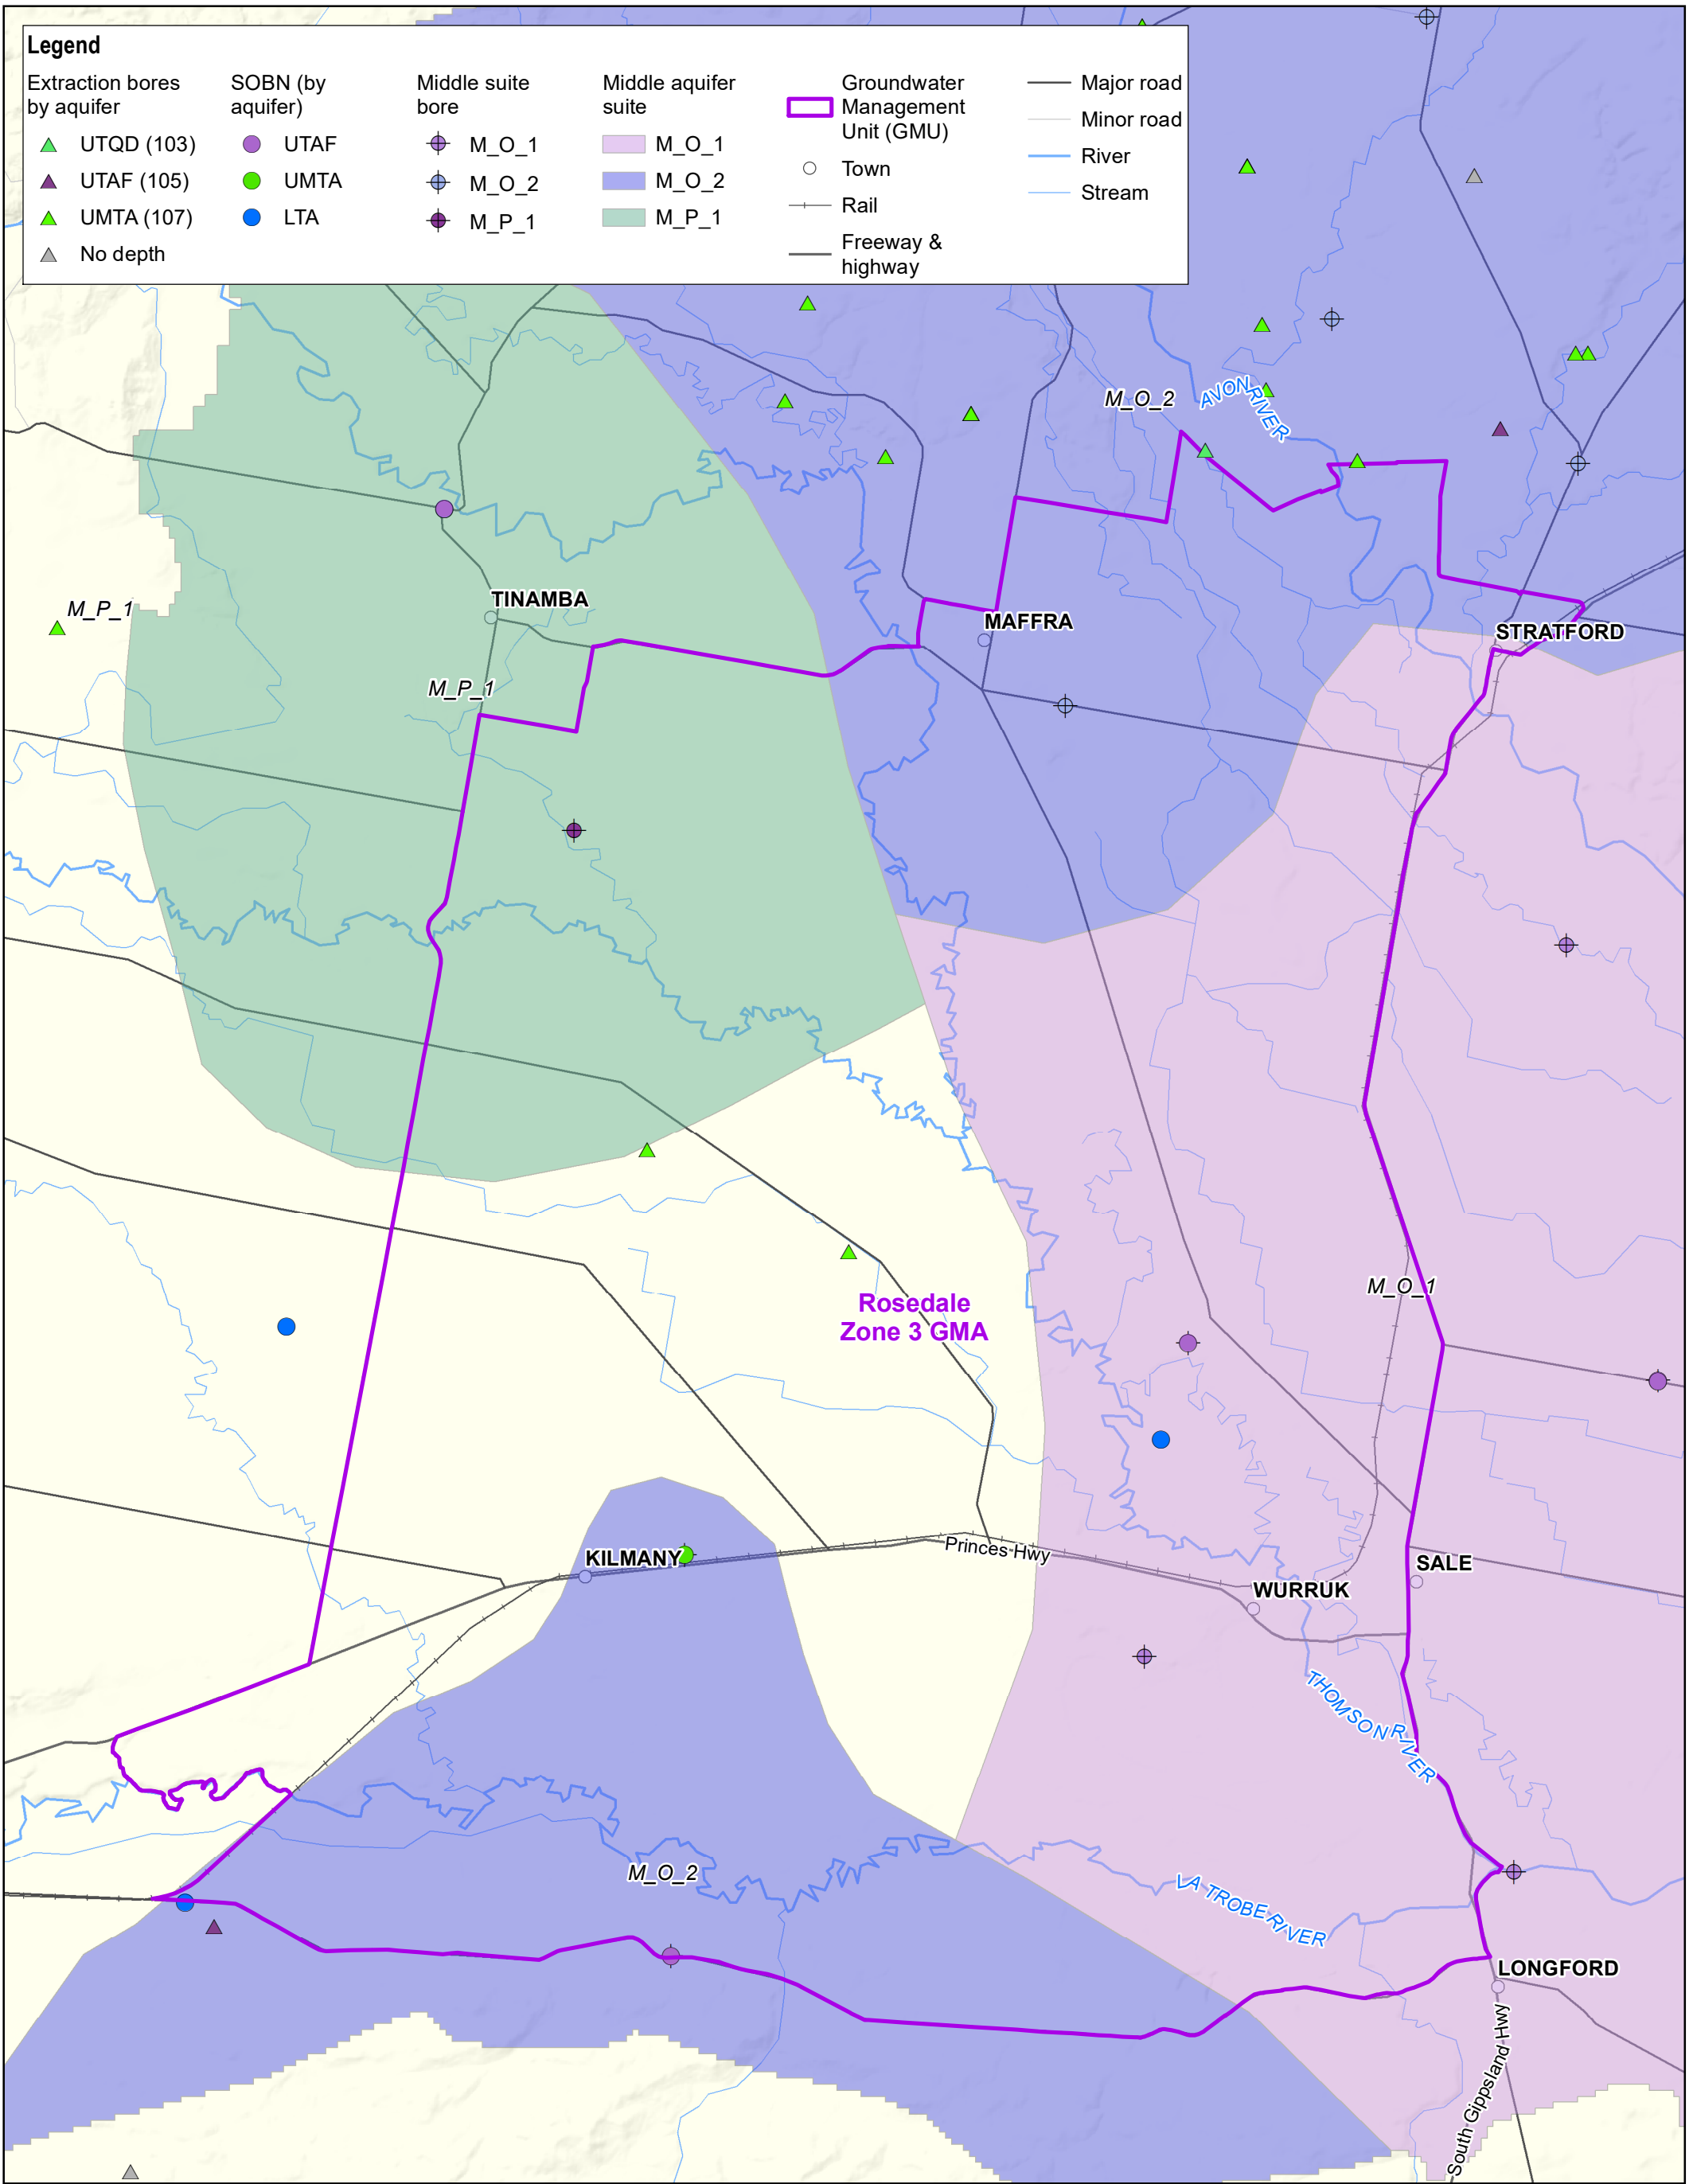 Legend
Extraction bores
by aquifer
UTQD (103)
UTAF (105)
UMTA (107)
No depth
SOBN (by
aquifer)
UTAF
UMTA
LTA
Middle suite
bore
M_O_1
M_O_2
M_P_1
Middle aquifer
suite
M_O_1
M_O_2
M_P_1
Groundwater
Management
Unit (GMU)
Town
Rail
Freeway &
highway
Major road
Minor road
River
Stream
M_O_2
AVON RIVER
TINAMBA
M_P_1
MAFFRA
STRATFORD
M_P_1
M_O_1
Rosedale
Zone 3 GMA
Princes Hwy
KILMANY
SALE
WURRUK
THOMSON RIVER
M_O_2
LA TROBE RIVER
LONGFORD
South Gippsland Hwy